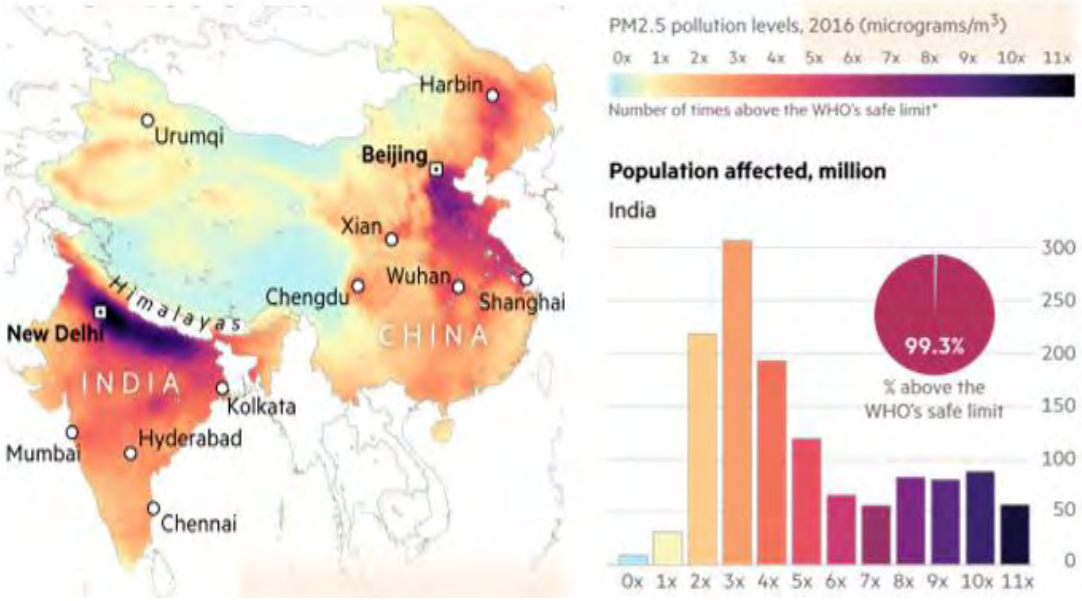 Harbin
Urumqi
Beijing
Xian
Wuhan
Chengdu
Shanghai
Himalayas
New Delhi
CHINA
INDIA
Kolkata
Mumbai
Hyderabad
Chennai
PM2.5 pollution levels, 2016 (micrograms/m³)
0x 1x 2x 3x 4x 5x 6x 7x 8x 9x 10x 11x
Number of times above the WHO's safe limit*
Population affected, million
India
300
250
200
150
100
50
0
99.3%
% above the
WHO's safe limit
0x 1x 2x 3x 4x 5x 6x 7x 8x 9x 10x 11x